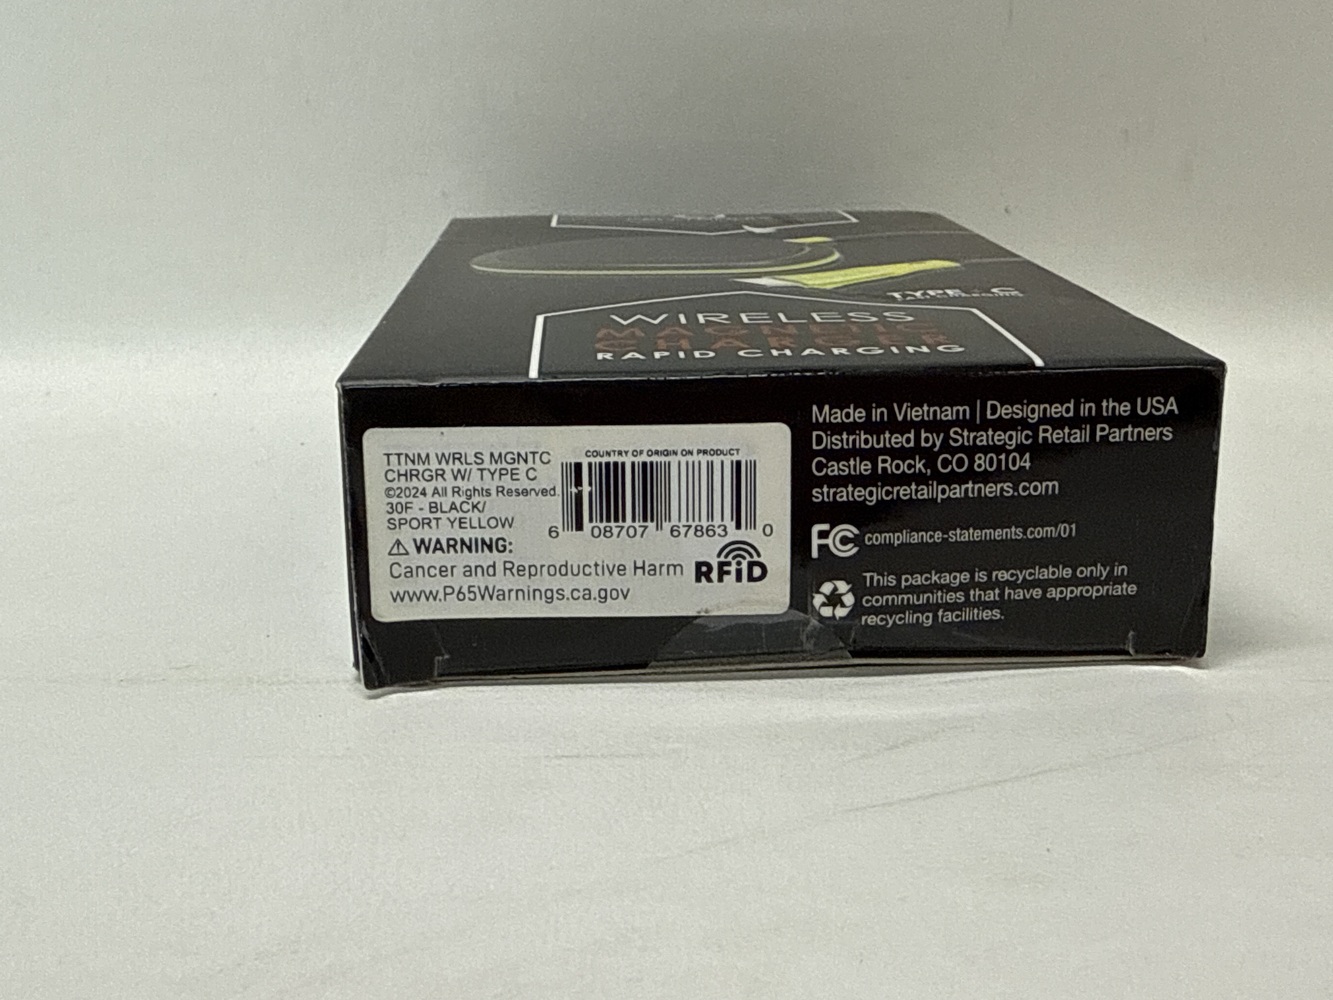 TYPE - C
WIRELESS
MAGNETIC
CHARGER
RAPID CHARGING
TTNM WRLS MGNTC
CHRGR W/ TYPE C
©2024 All Rights Reserved.
30F - BLACK/
SPORT YELLOW
COUNTRY OF ORIGIN ON PRODUCT
6 08707 67863 0
⚠ WARNING:
Cancer and Reproductive Harm
www.P65Warnings.ca.gov
RFiD
Made in Vietnam | Designed in the USA
Distributed by Strategic Retail Partners
Castle Rock, CO 80104
strategicretailpartners.com
FC compliance-statements.com/01
This package is recyclable only in
communities that have appropriate
recycling facilities.